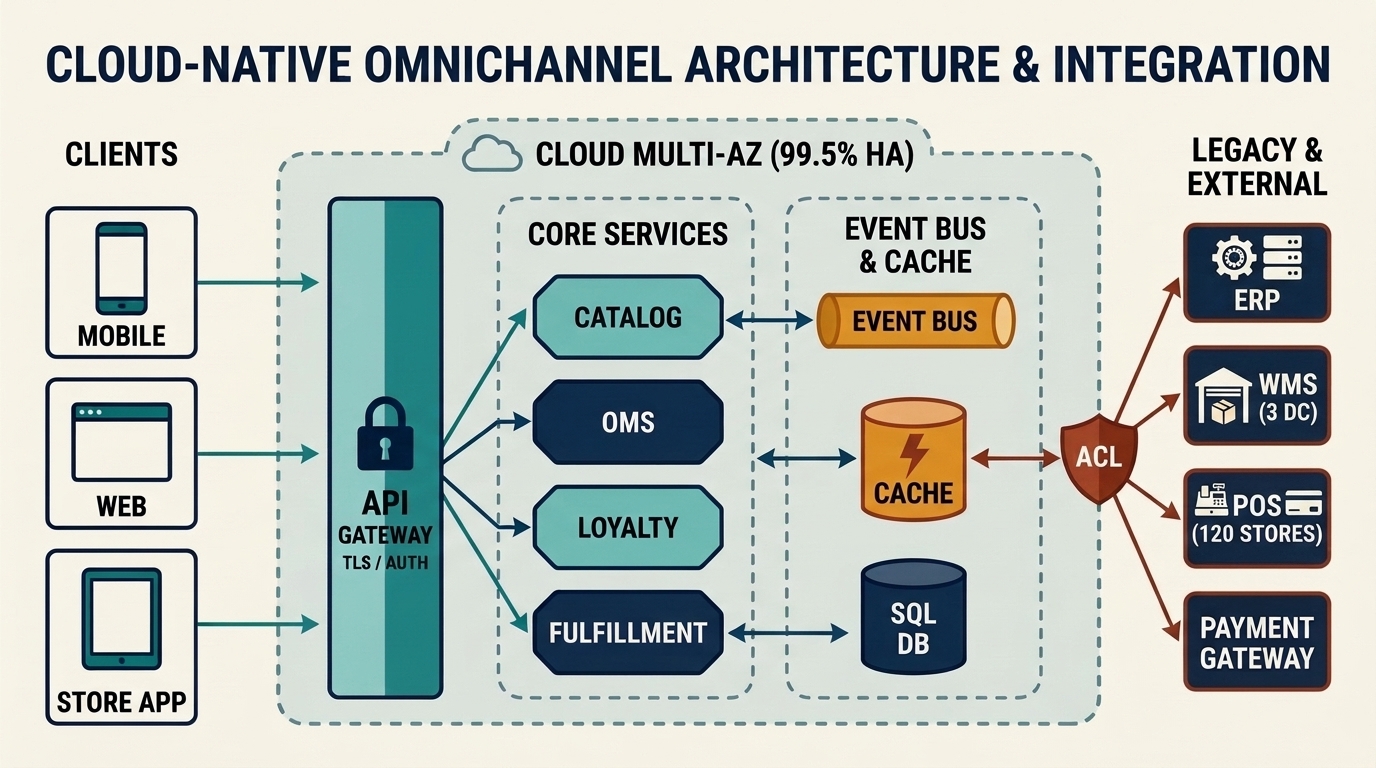 CLOUD-NATIVE OMNICHANNEL ARCHITECTURE & INTEGRATION
CLIENTS
MOBILE
WEB
STORE APP
CLOUD MULTI-AZ (99.5% HA)
API
GATEWAY
TLS / AUTH
CORE SERVICES
CATALOG
OMS
LOYALTY
FULFILLMENT
EVENT BUS
& CACHE
EVENT BUS
CACHE
SQL
DB
ACL
LEGACY &
EXTERNAL
ERP
WMS
(3 DC)
POS
(120 STORES)
PAYMENT
GATEWAY